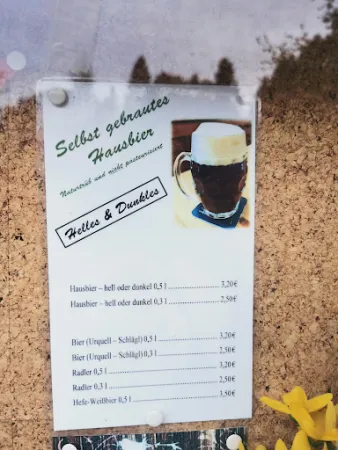 Selbst gebrautes
Hausbier
Naturtrüb und nicht pasteurisiert
Helles & Dunkles
Hausbier – hell oder dunkel 0,5 l ........................ 3,20€
Hausbier – hell oder dunkel 0,3 l ........................ 2,50€
Bier (Urquell – Schlägl) 0,5 l ........................ 3,20€
Bier (Urquell – Schlägl) 0,3 l ........................ 2,50€
Radler 0,5 l ........................ 3,20€
Radler 0,3 l ........................ 2,50€
Hefe-Weißbier 0,5 l ........................ 3,50€